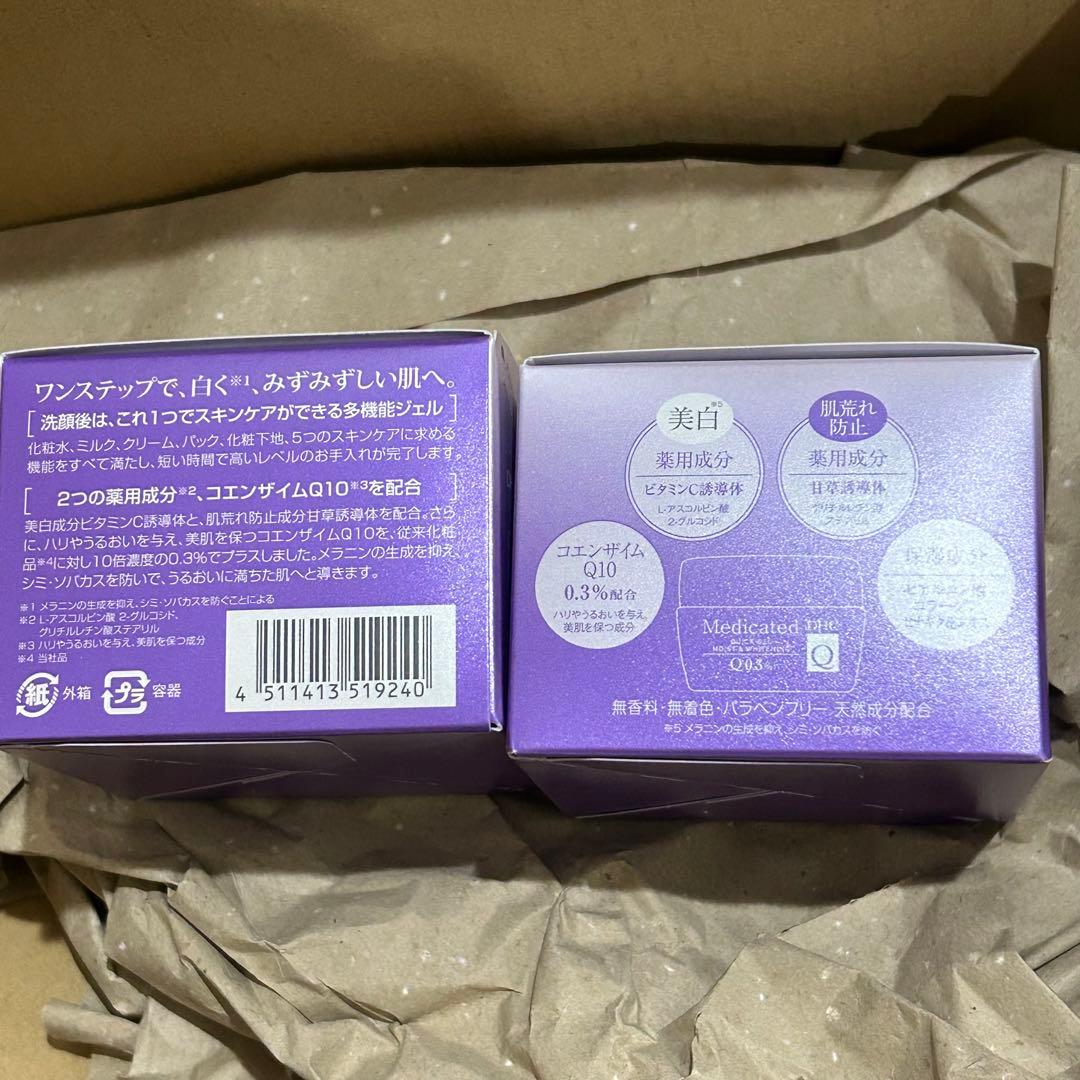 ワンステップで、白く※1、みずみずしい肌へ。
洗顔後は、これ1つでスキンケアができる多機能ジェル
化粧水、ミルク、クリーム、パック、化粧下地、5つのスキンケアに求める
機能をすべて満たし、短い時間で高いレベルのお手入れが完了します。
2つの薬用成分※2、コエンザイムQ10※3を配合
美白成分ビタミンC誘導体と、肌荒れ防止成分甘草誘導体を配合。さら
に、ハリやうるおいを与え、美肌を保つコエンザイムQ10を、従来化粧
品※4に対し10倍濃度の0.3%でプラスしました。メラニンの生成を抑え、
シミ・ソバカスを防いで、うるおいに満ちた肌へと導きます。
※1 メラニンの生成を抑え、シミ・ソバカスを防ぐことによる
※2 L-アスコルビン酸 2-グルコシド、
グリチルレチン酸ステアリル
※3 ハリやうるおいを与え、美肌を保つ成分
※4 当社品
紙 外箱
プラ 容器
4 511413 519240
美白※5
薬用成分
ビタミンC誘導体
L-アスコルビン酸
2-グルコシド
肌荒れ
防止
薬用成分
甘草誘導体
コエンザイム
Q10
0.3%配合
ハリやうるおいを与え、
美肌を保つ成分
保湿成分
Medicated DHC
MOIST & WHITENING
Q0.3%
Q
無香料・無着色・パラベンフリー 天然成分配合
※5 メラニンの生成を抑え、シミ・ソバカスを防ぐ